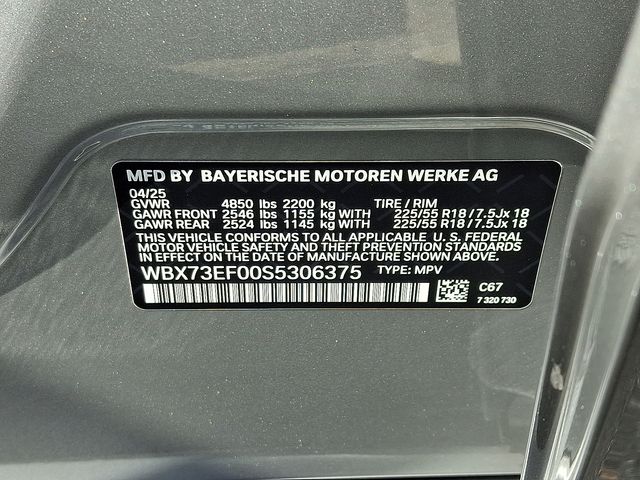 MFD BY BAYERISCHE MOTOREN WERKE AG
04/25
GVWR 4850 lbs 2200 kg TIRE / RIM
GAWR FRONT 2546 lbs 1155 kg WITH 225/55 R18 / 7.5Jx 18
GAWR REAR 2524 lbs 1145 kg WITH 225/55 R18 / 7.5Jx 18
THIS VEHICLE CONFORMS TO ALL APPLICABLE U. S. FEDERAL
MOTOR VEHICLE SAFETY AND THEFT PREVENTION STANDARDS
IN EFFECT ON THE DATE OF MANUFACTURE SHOWN ABOVE.
WBX73EF00S5306375 TYPE: MPV
C67
7 320 730